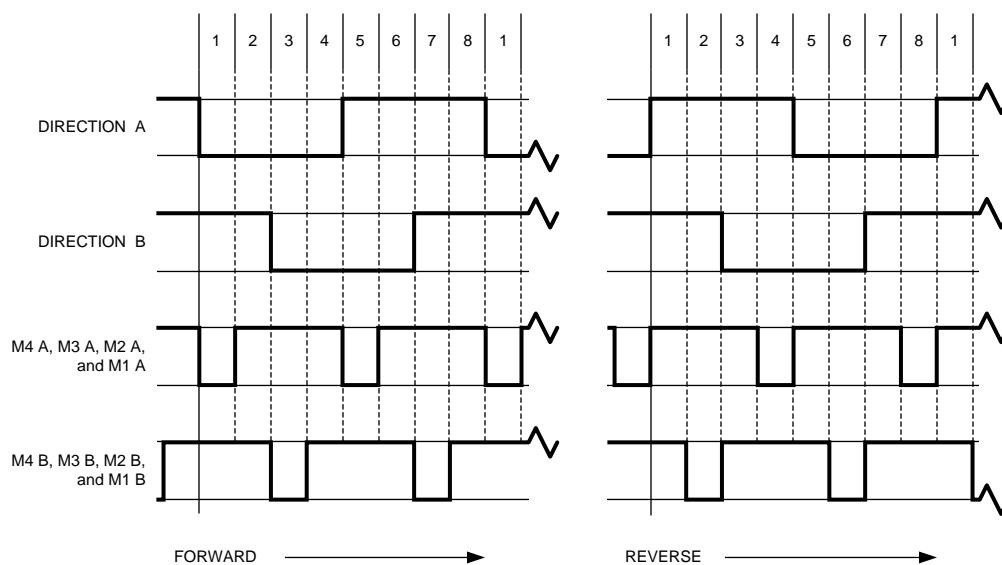 1 2 3 4 5 6 7 8 1
1 2 3 4 5 6 7 8 1
DIRECTION A
DIRECTION B
M4 A, M3 A, M2 A,
and M1 A
M4 B, M3 B, M2 B,
and M1 B
FORWARD
REVERSE